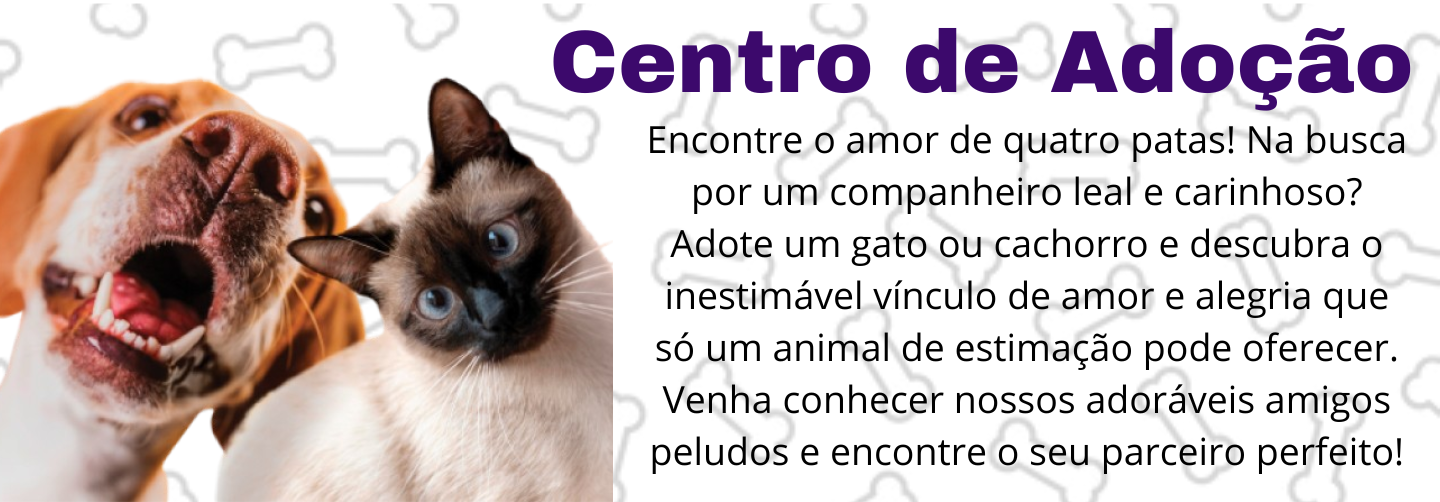 Centro de Adoção
Encontre o amor de quatro patas! Na busca
por um companheiro leal e carinhoso?
Adote um gato ou cachorro e descubra o
inestimável vínculo de amor e alegria que
só um animal de estimação pode oferecer.
Venha conhecer nossos adoráveis amigos
peludos e encontre o seu parceiro perfeito!